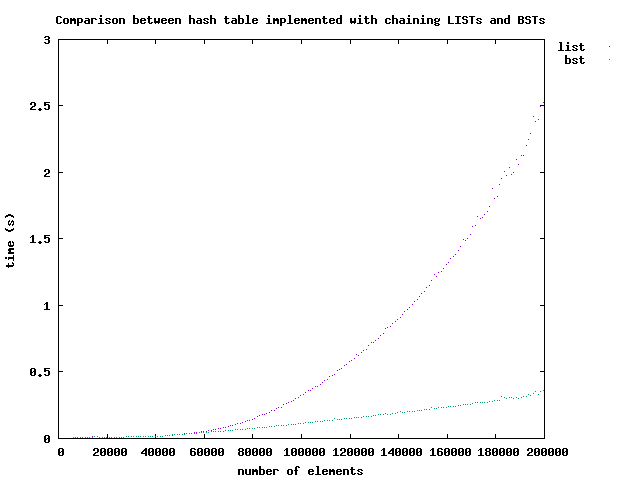 Comparison between hash table implemented with chaining LISTs and BSTs
list
bst
3
2.5
2
1.5
1
0.5
0
time (s)
0 20000 40000 60000 80000 100000 120000 140000 160000 180000 200000
number of elements